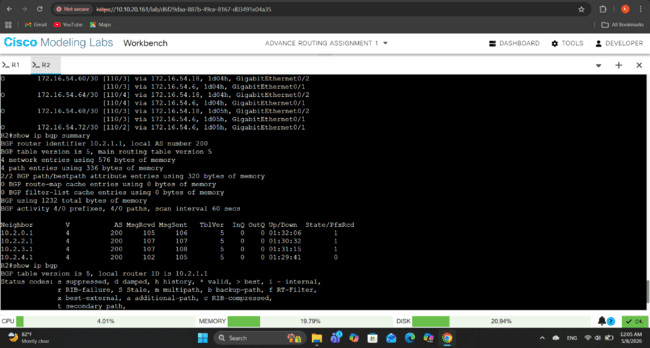 Not secure https://10.10.20.161/lab/d6f29daa-887b-49ca-8167-d03491e04a35
Gmail YouTube Maps All Bookmarks
Cisco Modeling Labs Workbench ADVANCE ROUTING ASSIGNMENT 1 DASHBOARD TOOLS DEVELOPER
>_ R1 >_ R2
O 172.16.54.60/30 [110/3] via 172.16.54.18, 1d04h, GigabitEthernet0/2
[110/3] via 172.16.54.6, 1d04h, GigabitEthernet0/1
O 172.16.54.64/30 [110/4] via 172.16.54.18, 1d04h, GigabitEthernet0/2
[110/4] via 172.16.54.6, 1d04h, GigabitEthernet0/1
O 172.16.54.68/30 [110/3] via 172.16.54.18, 1d05h, GigabitEthernet0/2
[110/3] via 172.16.54.6, 1d04h, GigabitEthernet0/1
O 172.16.54.72/30 [110/2] via 172.16.54.6, 1d05h, GigabitEthernet0/1
R2#show ip bgp summary
BGP router identifier 10.2.1.1, local AS number 200
BGP table version is 5, main routing table version 5
4 network entries using 576 bytes of memory
4 path entries using 336 bytes of memory
2/2 BGP path/bestpath attribute entries using 320 bytes of memory
0 BGP route-map cache entries using 0 bytes of memory
0 BGP filter-list cache entries using 0 bytes of memory
BGP using 1232 total bytes of memory
BGP activity 4/0 prefixes, 4/0 paths, scan interval 60 secs
Neighbor V AS MsgRcvd MsgSent TblVer InQ OutQ Up/Down State/PfxRcd
10.2.0.1 4 200 105 106 5 0 0 01:32:06 1
10.2.2.1 4 200 107 107 5 0 0 01:30:32 1
10.2.3.1 4 200 107 108 5 0 0 01:31:15 1
10.2.4.1 4 200 102 105 5 0 0 01:29:41 0
R2#show ip bgp
BGP table version is 5, local router ID is 10.2.1.1
Status codes: s suppressed, d damped, h history, * valid, > best, i - internal,
r RIB-failure, S Stale, m multipath, b backup-path, f RT-Filter,
x best-external, a additional-path, c RIB-compressed,
t secondary path,
CPU 4.01% MEMORY 19.79% DISK 20.94% OK
82°F
Mostly clear
Search
ENG
12:05 AM
5/8/2026